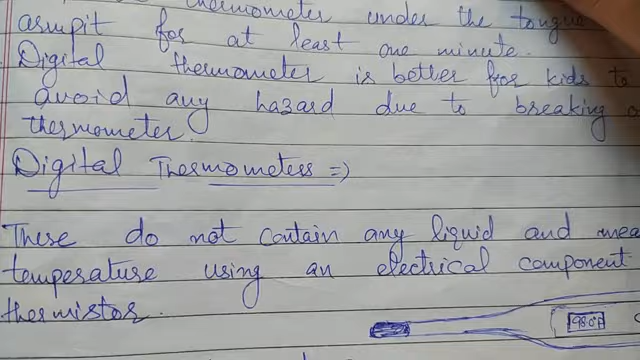 thermometer under the tongue
armpit for at least one minute.
Digital thermometer is better for kids to
avoid any hazard due to breaking
thermometer.
Digital Thermometers =>
These do not contain any liquid and mea
temperature using an electrical component
thermistor.
98.0°F